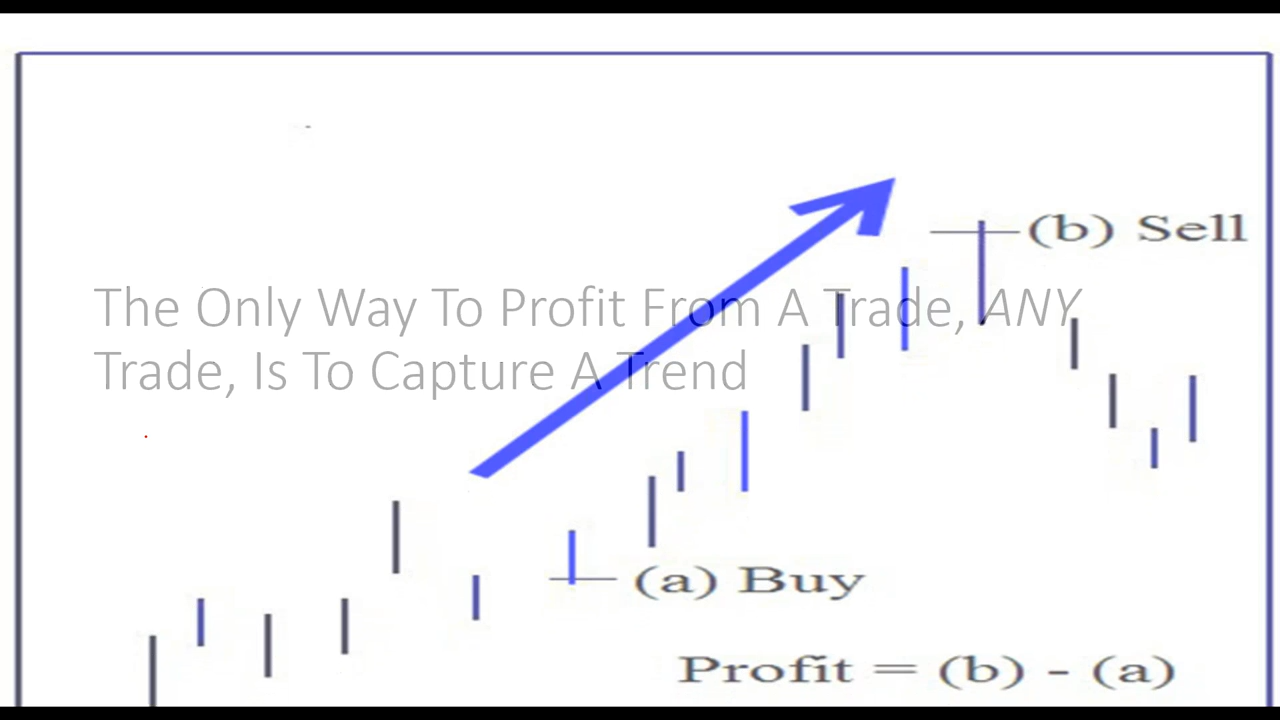 (b) Sell
The Only Way To Profit From A Trade, ANY
Trade, Is To Capture A Trend
(a) Buy
Profit = (b) - (a)